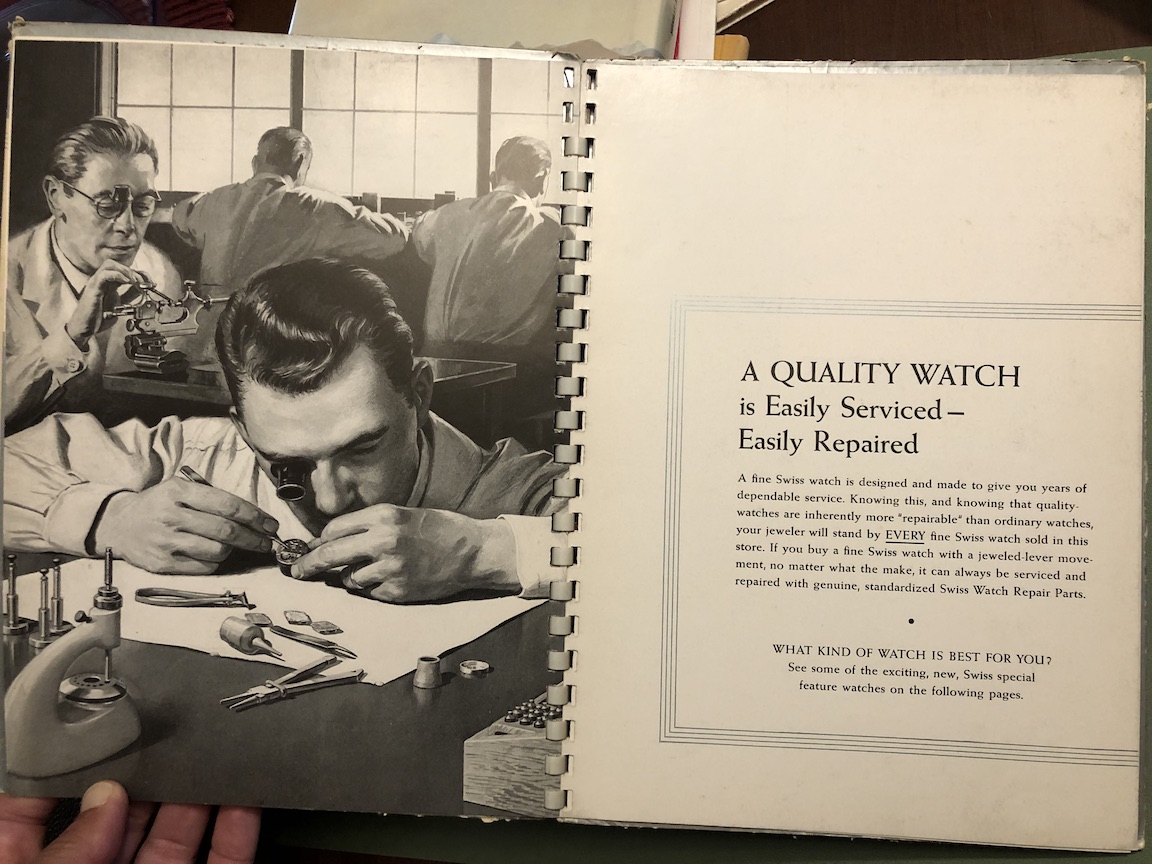 A QUALITY WATCH
is Easily Serviced—
Easily Repaired
A fine Swiss watch is designed and made to give you years of
dependable service. Knowing this, and knowing that quality-
watches are inherently more "repairable" than ordinary watches,
your jeweler will stand by EVERY fine Swiss watch sold in this
store. If you buy a fine Swiss watch with a jeweled-lever move-
ment, no matter what the make, it can always be serviced and
repaired with genuine, standardized Swiss Watch Repair Parts.
•
WHAT KIND OF WATCH IS BEST FOR YOU?
See some of the exciting, new, Swiss special
feature watches on the following pages.